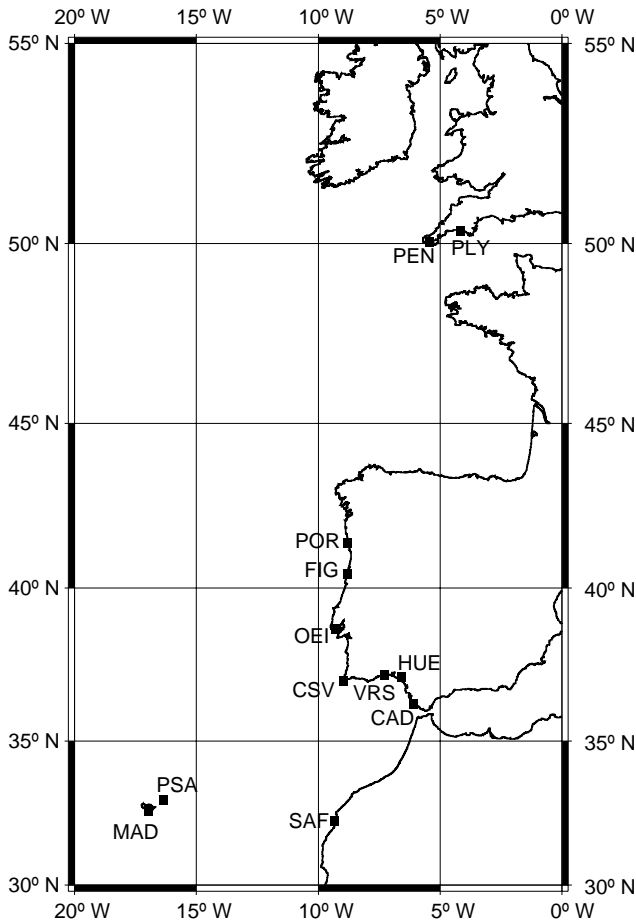 20º W 15º W 10º W 5º W 0º W
55º N 55º N
50º N 50º N
PEN PLY
45º N 45º N
POR
FIG
40º N 40º N
OEI
HUE
CSV VRS
CAD
35º N 35º N
PSA
MAD
SAF
30º N 30º N
20º W 15º W 10º W 5º W 0º W